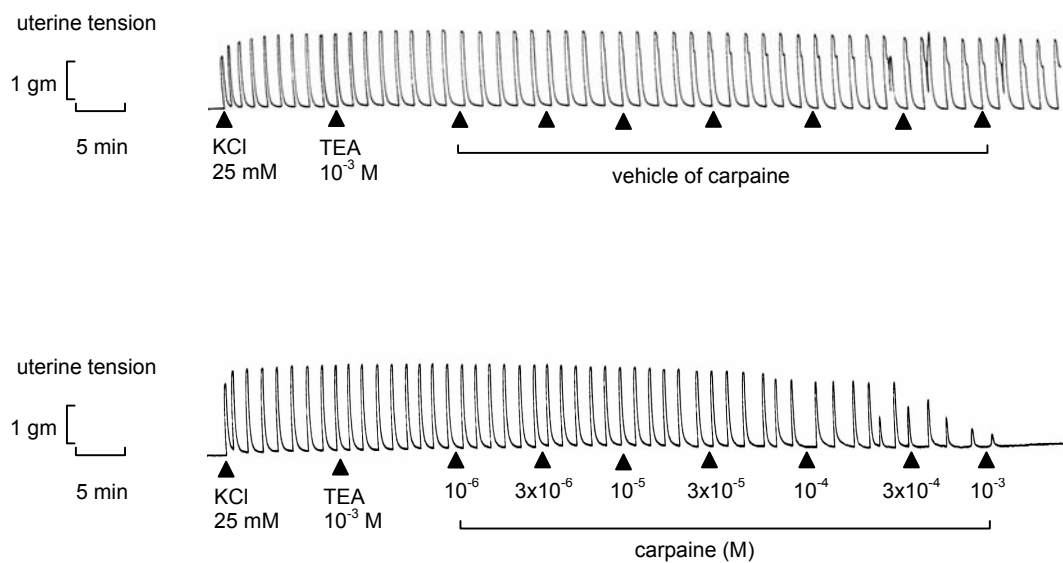 uterine tension
1 gm
5 min
KCl
25 mM
TEA
10⁻³ M
vehicle of carpaine
uterine tension
1 gm
5 min
KCl
25 mM
TEA
10⁻³ M
10⁻⁶ 3x10⁻⁶ 10⁻⁵ 3x10⁻⁵ 10⁻⁴ 3x10⁻⁴ 10⁻³
carpaine (M)